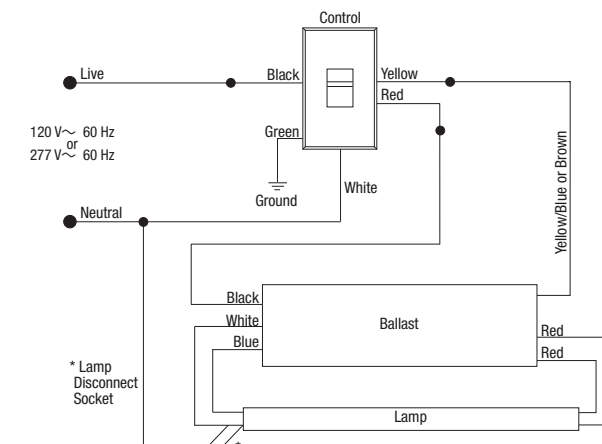 Control
Live
Black
Yellow
Red
120 V～ 60 Hz
or
277 V～ 60 Hz
Green
Ground
White
Neutral
Yellow/Blue or Brown
Black
White
Blue
Ballast
Red
Red
* Lamp
Disconnect
Socket
Lamp
*